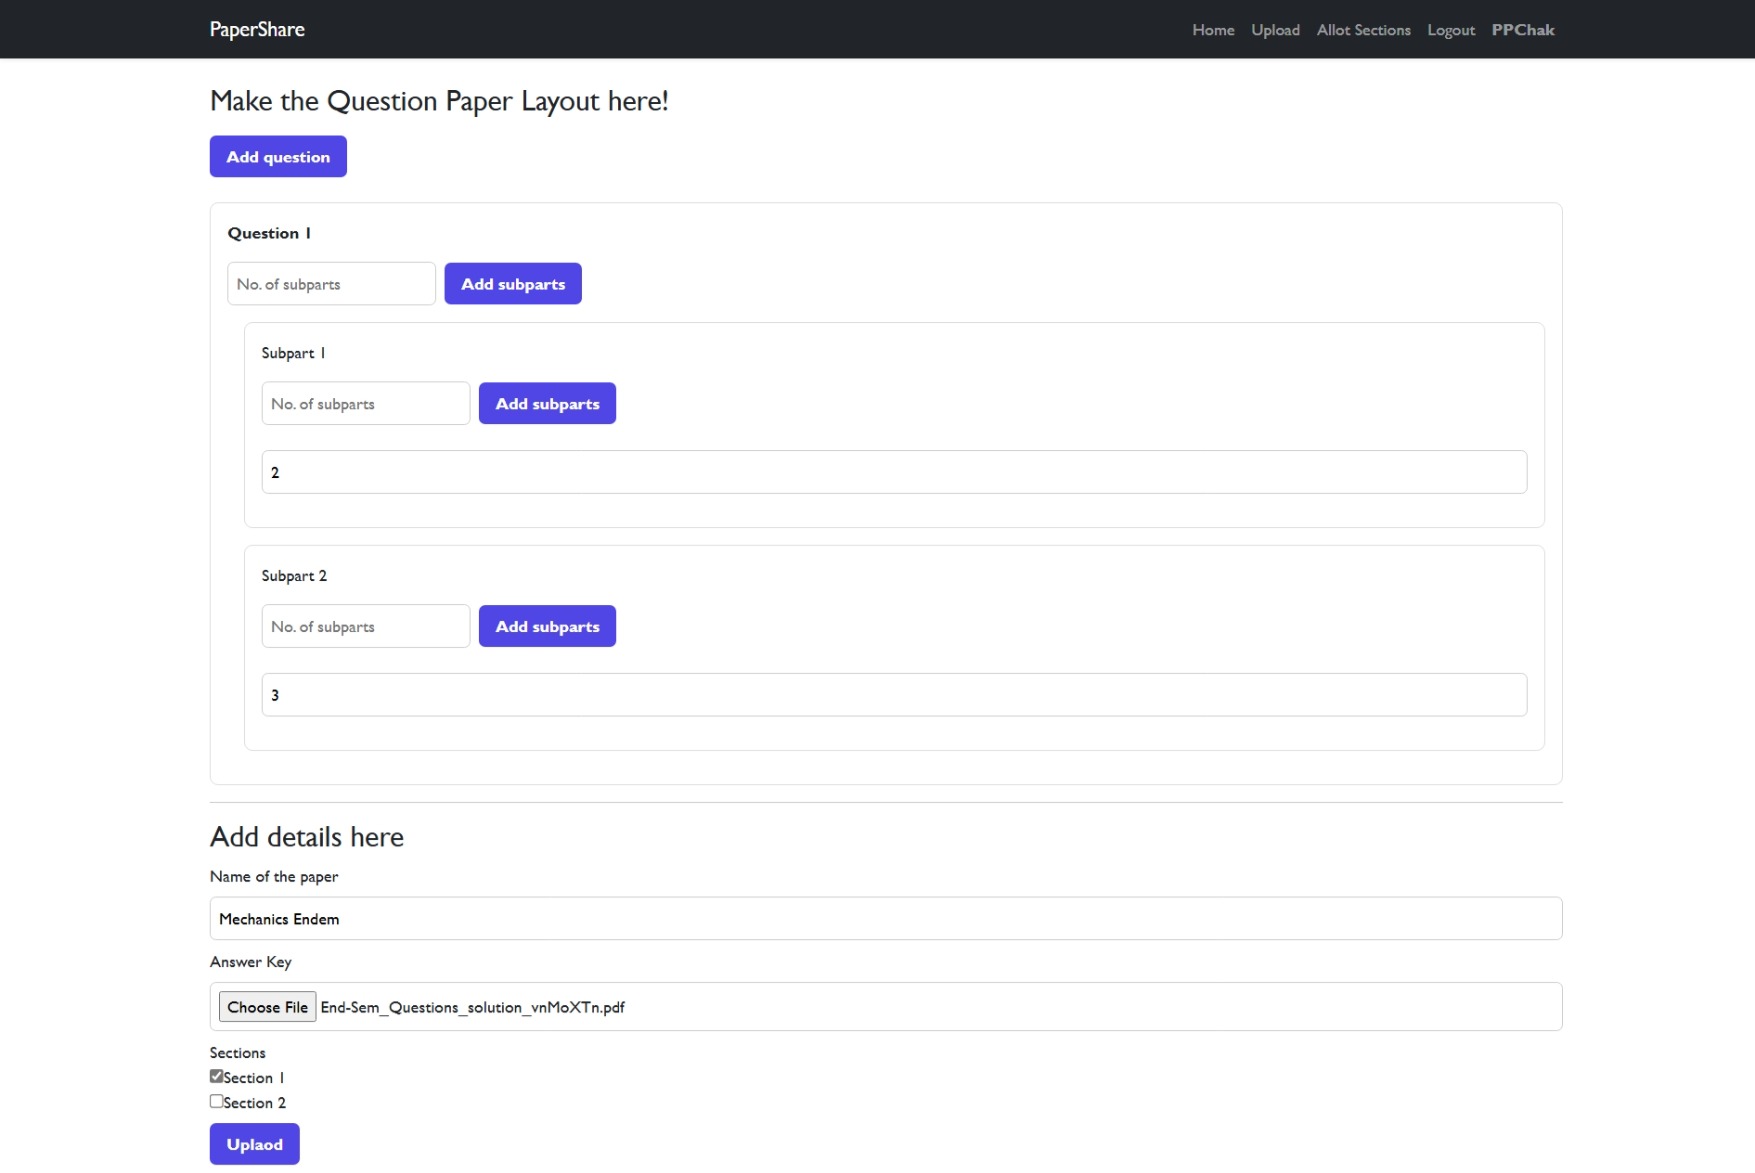 PaperShare
Home Upload Allot Sections Logout PPChak
Make the Question Paper Layout here!
Add question
Question 1
No. of subparts Add subparts
Subpart 1
No. of subparts Add subparts
2
Subpart 2
No. of subparts Add subparts
3
Add details here
Name of the paper
Mechanics Endem
Answer Key
Choose File End-Sem_Questions_solution_vnMoXTn.pdf
Sections
Section 1
Section 2
Uplaod